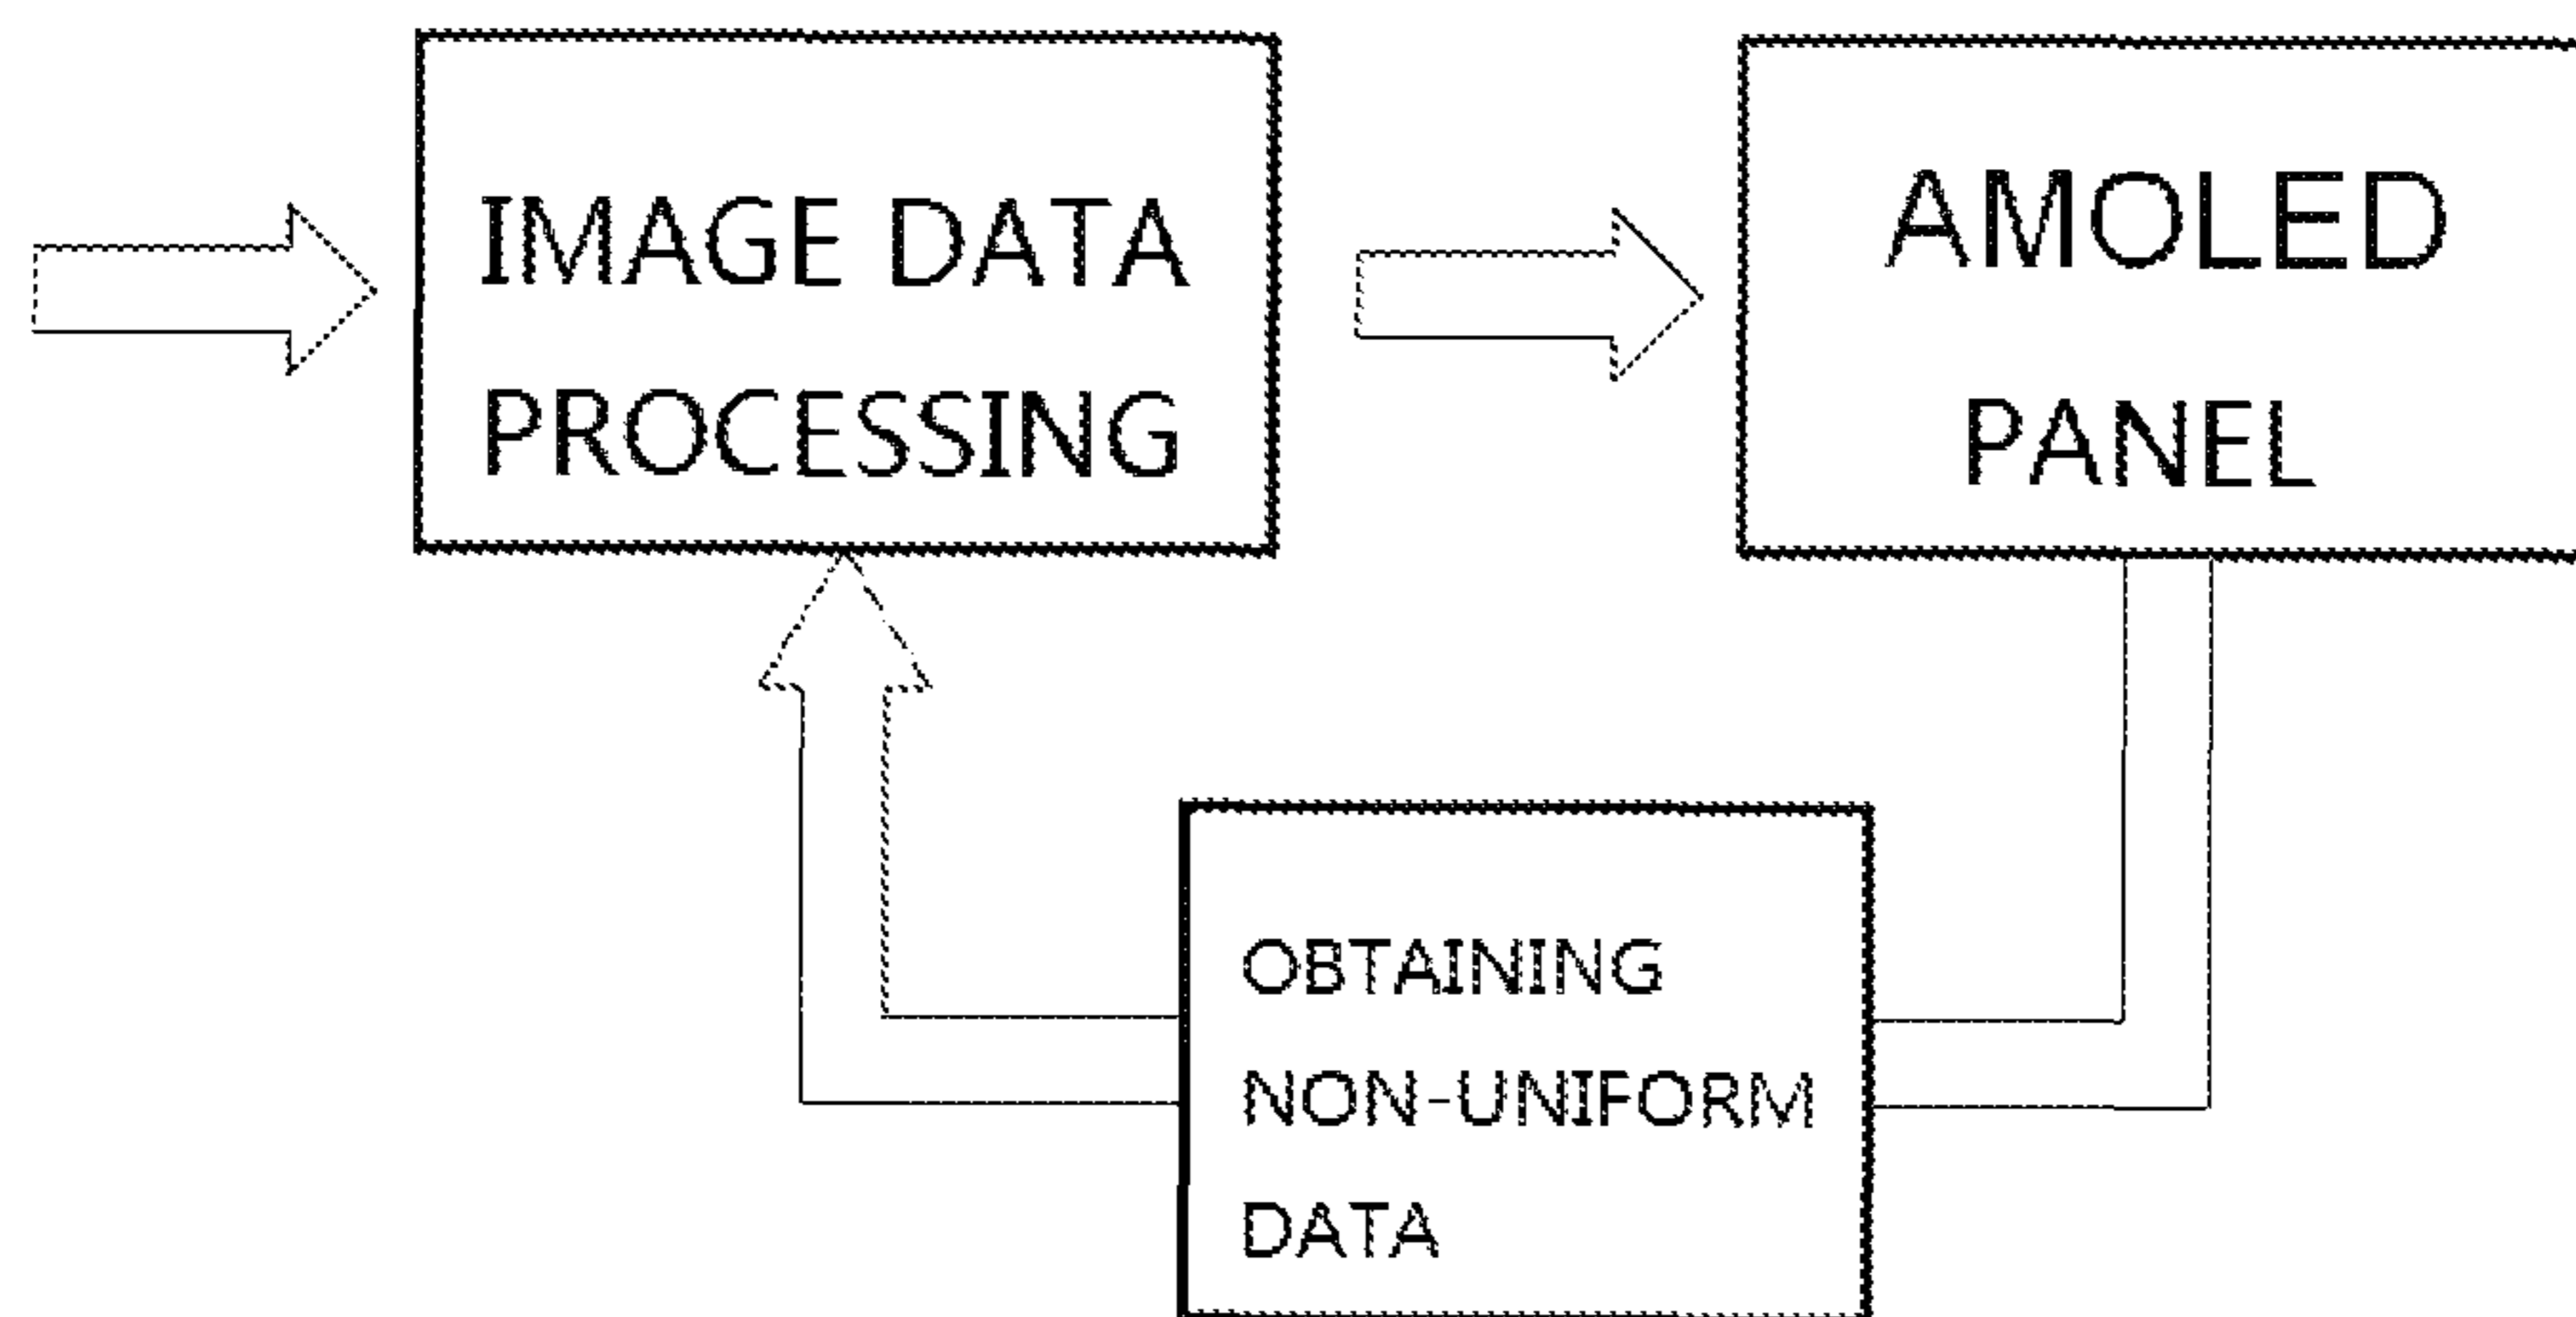 IMAGE DATA
PROCESSING
AMOLED
PANEL
OBTAINING
NON-UNIFORM
DATA